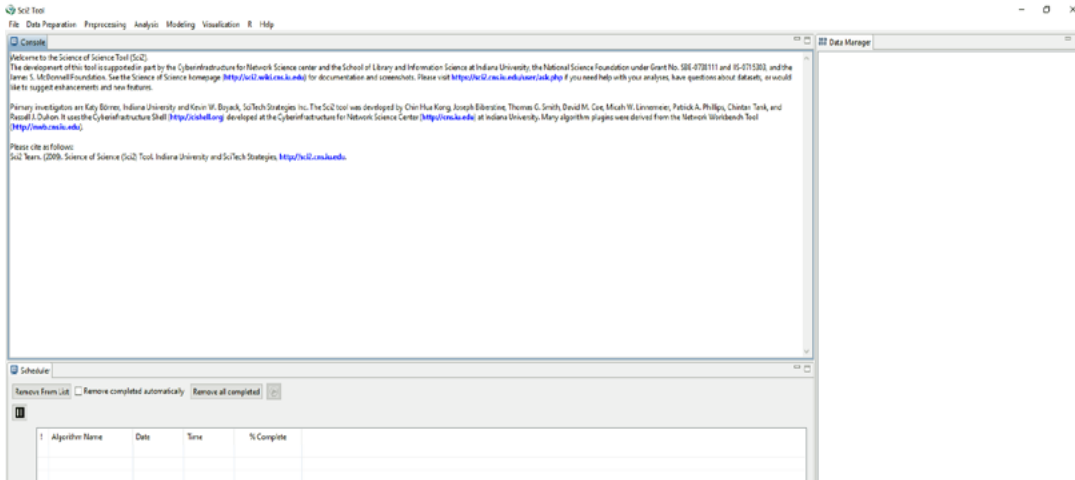 Sci2 Tool
File Data Preparation Preprocessing Analysis Modeling Visualization R Help
Console
Data Manager
Welcome to the Science of Science Tool (Sci2).
The development of this tool is supported in part by the Cyberinfrastructure for Network Science center and the School of Library and Information Science at Indiana University, the National Science Foundation under Grant No. SBE-0738111 and IIS-0715303, and the
James S. McDonnell Foundation. See the Science of Science homepage (http://sci2.wiki.cns.iu.edu) for documentation and screenshots. Please visit https://sci2.cns.iu.edu/user/ask.php if you need help with your analyses, have questions about datasets, or would
like to suggest enhancements and new features.
Primary investigators are Katy Börner, Indiana University and Kevin W. Boyack, SciTech Strategies Inc. The Sci2 tool was developed by Chin Hua Kong, Joseph Biberstine, Thomas G. Smith, David M. Coe, Micah W. Linnemeier, Patrick A. Phillips, Chintan Tank, and
Russell J. Duhon. It uses the Cyberinfrastructure Shell (http://cishell.org) developed at the Cyberinfrastructure for Network Science Center (http://cns.iu.edu) at Indiana University. Many algorithm plugins were derived from the Network Workbench Tool
(http://nwb.cns.iu.edu).
Please cite as follows:
Sci2 Team. (2009). Science of Science (Sci2) Tool. Indiana University and SciTech Strategies, http://sci2.cns.iu.edu.
Scheduler
Remove From List Remove completed automatically Remove all completed
! Algorithm Name Date Time % Complete